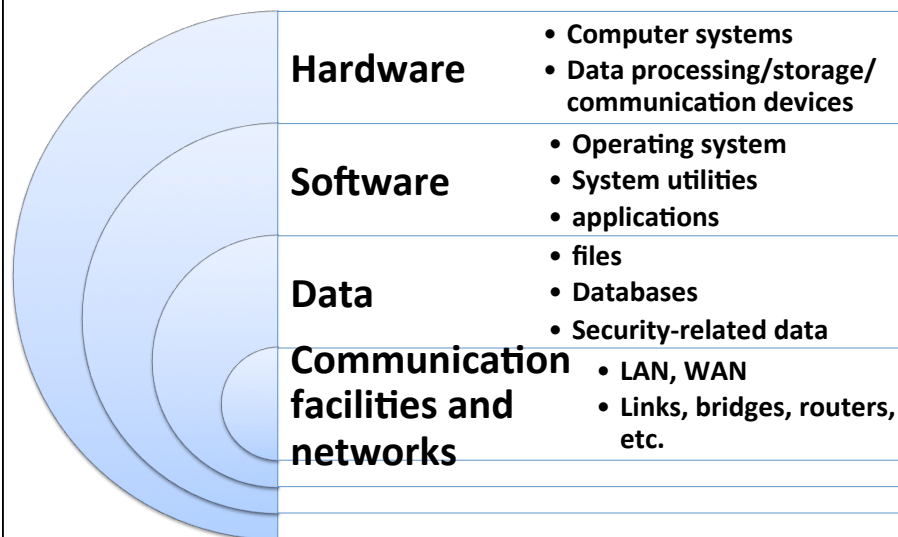 Hardware
• Computer systems
• Data processing/storage/
communication devices
Software
• Operating system
• System utilities
• applications
Data
• files
• Databases
• Security-related data
Communication
facilities and
networks
• LAN, WAN
• Links, bridges, routers,
etc.